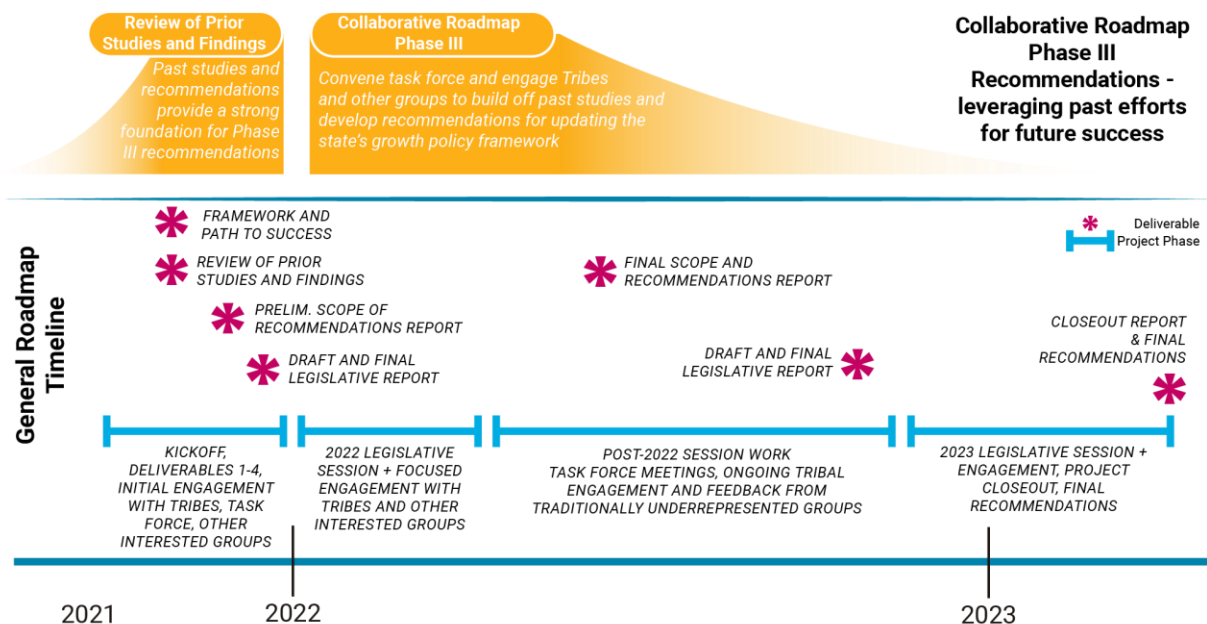 Review of Prior
Studies and Findings
Past studies and
recommendations
provide a strong
foundation for Phase
III recommendations
Collaborative Roadmap
Phase III
Convene task force and engage Tribes
and other groups to build off past studies and
develop recommendations for updating the
state's growth policy framework
Collaborative Roadmap
Phase III
Recommendations -
leveraging past efforts
for future success
General Roadmap
Timeline
FRAMEWORK AND
PATH TO SUCCESS
REVIEW OF PRIOR
STUDIES AND FINDINGS
PRELIM. SCOPE OF
RECOMMENDATIONS REPORT
DRAFT AND FINAL
LEGISLATIVE REPORT
FINAL SCOPE AND
RECOMMENDATIONS REPORT
DRAFT AND FINAL
LEGISLATIVE REPORT
Deliverable
Project Phase
CLOSEOUT REPORT
& FINAL
RECOMMENDATIONS
KICKOFF,
DELIVERABLES 1-4,
INITIAL ENGAGEMENT
WITH TRIBES, TASK
FORCE, OTHER
INTERESTED GROUPS
2022 LEGISLATIVE
SESSION + FOCUSED
ENGAGEMENT WITH
TRIBES AND OTHER
INTERESTED GROUPS
POST-2022 SESSION WORK
TASK FORCE MEETINGS, ONGOING TRIBAL
ENGAGEMENT AND FEEDBACK FROM
TRADITIONALLY UNDERREPRESENTED GROUPS
2023 LEGISLATIVE SESSION +
ENGAGEMENT, PROJECT
CLOSEOUT, FINAL
RECOMMENDATIONS
2021
2022
2023